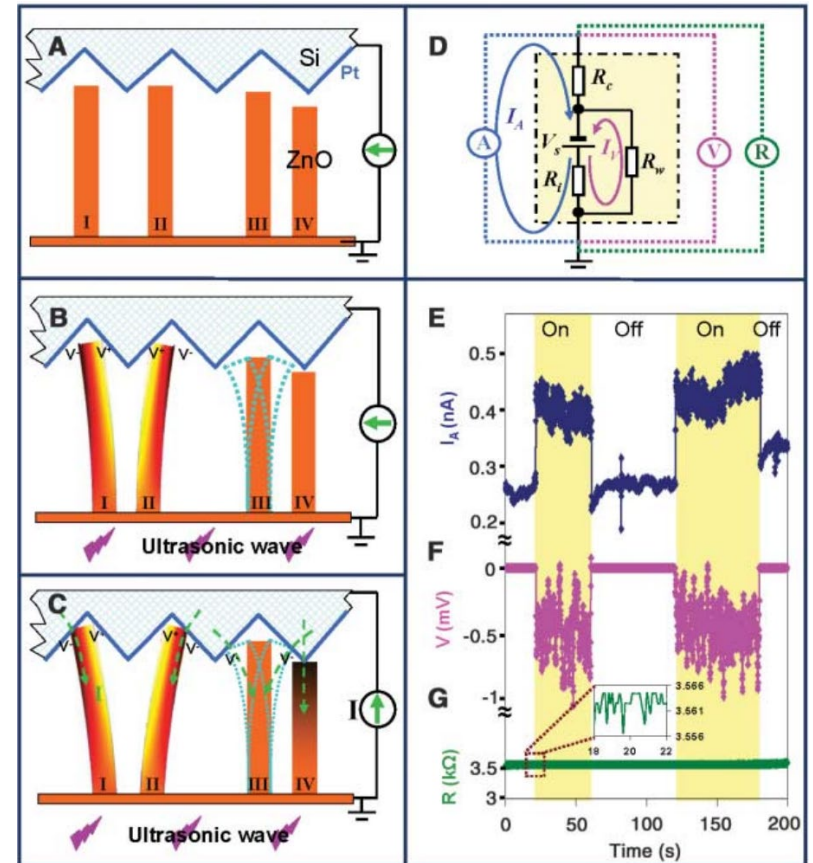 A
Si
Pt
ZnO
I II III IV
B
V- V+ V+ V-
I II III IV
Ultrasonic wave
C
V- V+ V+ V- V- V-
I
I
I II III IV
Ultrasonic wave
D
R_c
I_A
A V_s I_V R_w V R
R_i
E
On Off On Off
0.5
0.4
0.3
0.2
I_A (nA)
F
0
-0.5
-1
V (mV)
G
3.566
3.561
3.556
18 20 22
3.5
3
R (kΩ)
0 50 100 150 200
Time (s)